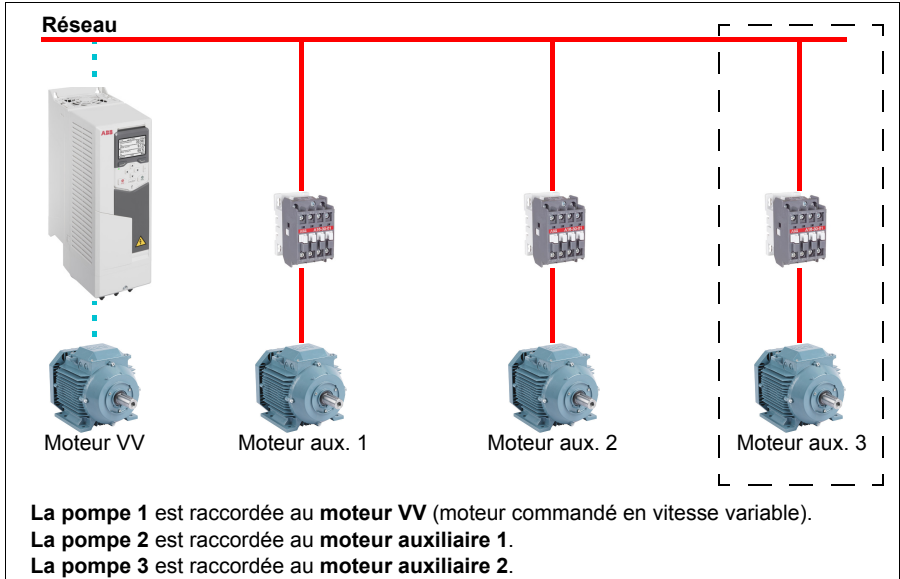 Réseau
ABB
Moteur VV
Moteur aux. 1
Moteur aux. 2
Moteur aux. 3
La pompe 1 est raccordée au moteur VV (moteur commandé en vitesse variable).
La pompe 2 est raccordée au moteur auxiliaire 1.
La pompe 3 est raccordée au moteur auxiliaire 2.